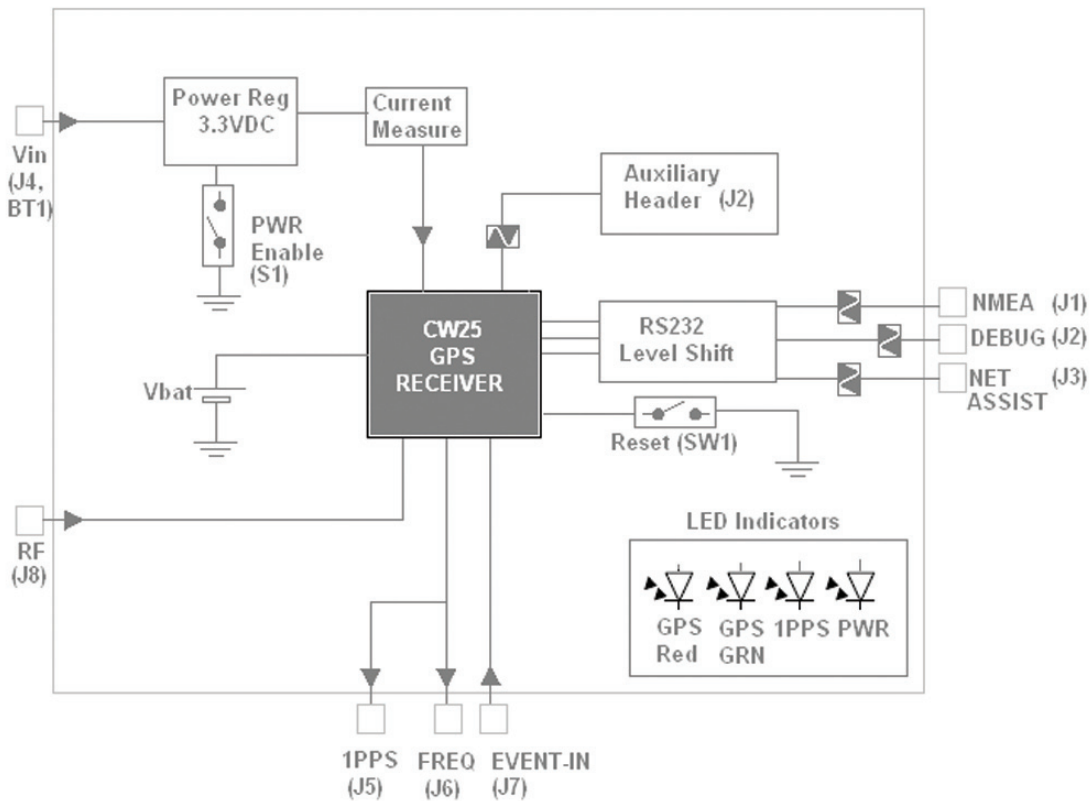 Power Reg
3.3VDC
Current
Measure
Vin
(J4,
BT1)
PWR
Enable
(S1)
Auxiliary
Header (J2)
CW25
GPS
RECEIVER
RS232
Level Shift
NMEA (J1)
DEBUG (J2)
NET (J3)
ASSIST
Vbat
Reset (SW1)
RF
(J8)
LED Indicators
GPS
Red
GPS
GRN
1PPS
PWR
1PPS
(J5)
FREQ
(J6)
EVENT-IN
(J7)